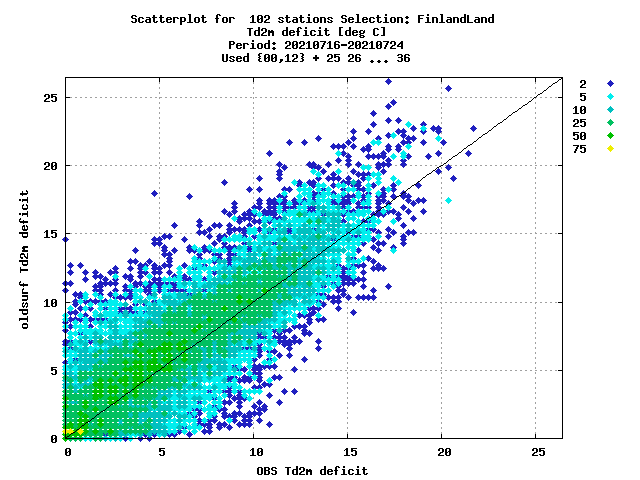 Scatterplot for 102 stations Selection: FinlandLand
Td2m deficit [deg C]
Period: 20210716-20210724
Used {00,12} + 25 26 ... 36
2
5
10
25
50
75
25
20
15
10
5
0
oldsurf Td2m deficit
0 5 10 15 20 25
OBS Td2m deficit